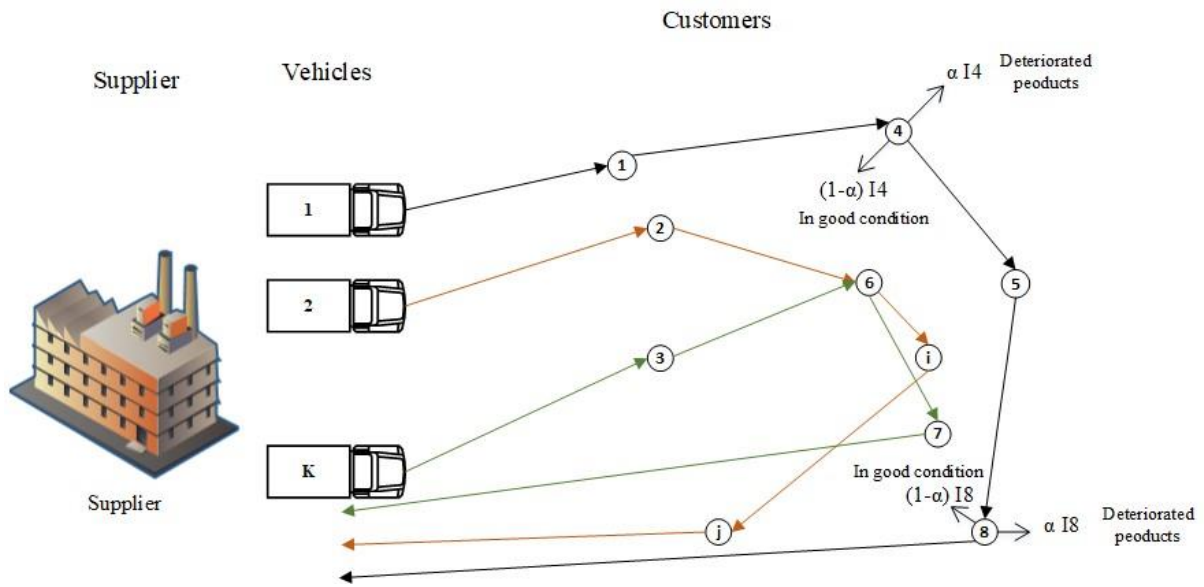 Customers
Supplier
Vehicles
α I4
Deteriorated
peoducts
4
1
(1-α) I4
In good condition
1
2
2
6
5
3
i
7
K
In good condition
(1-α) I8
Supplier
j
8
α I8
Deteriorated
peoducts